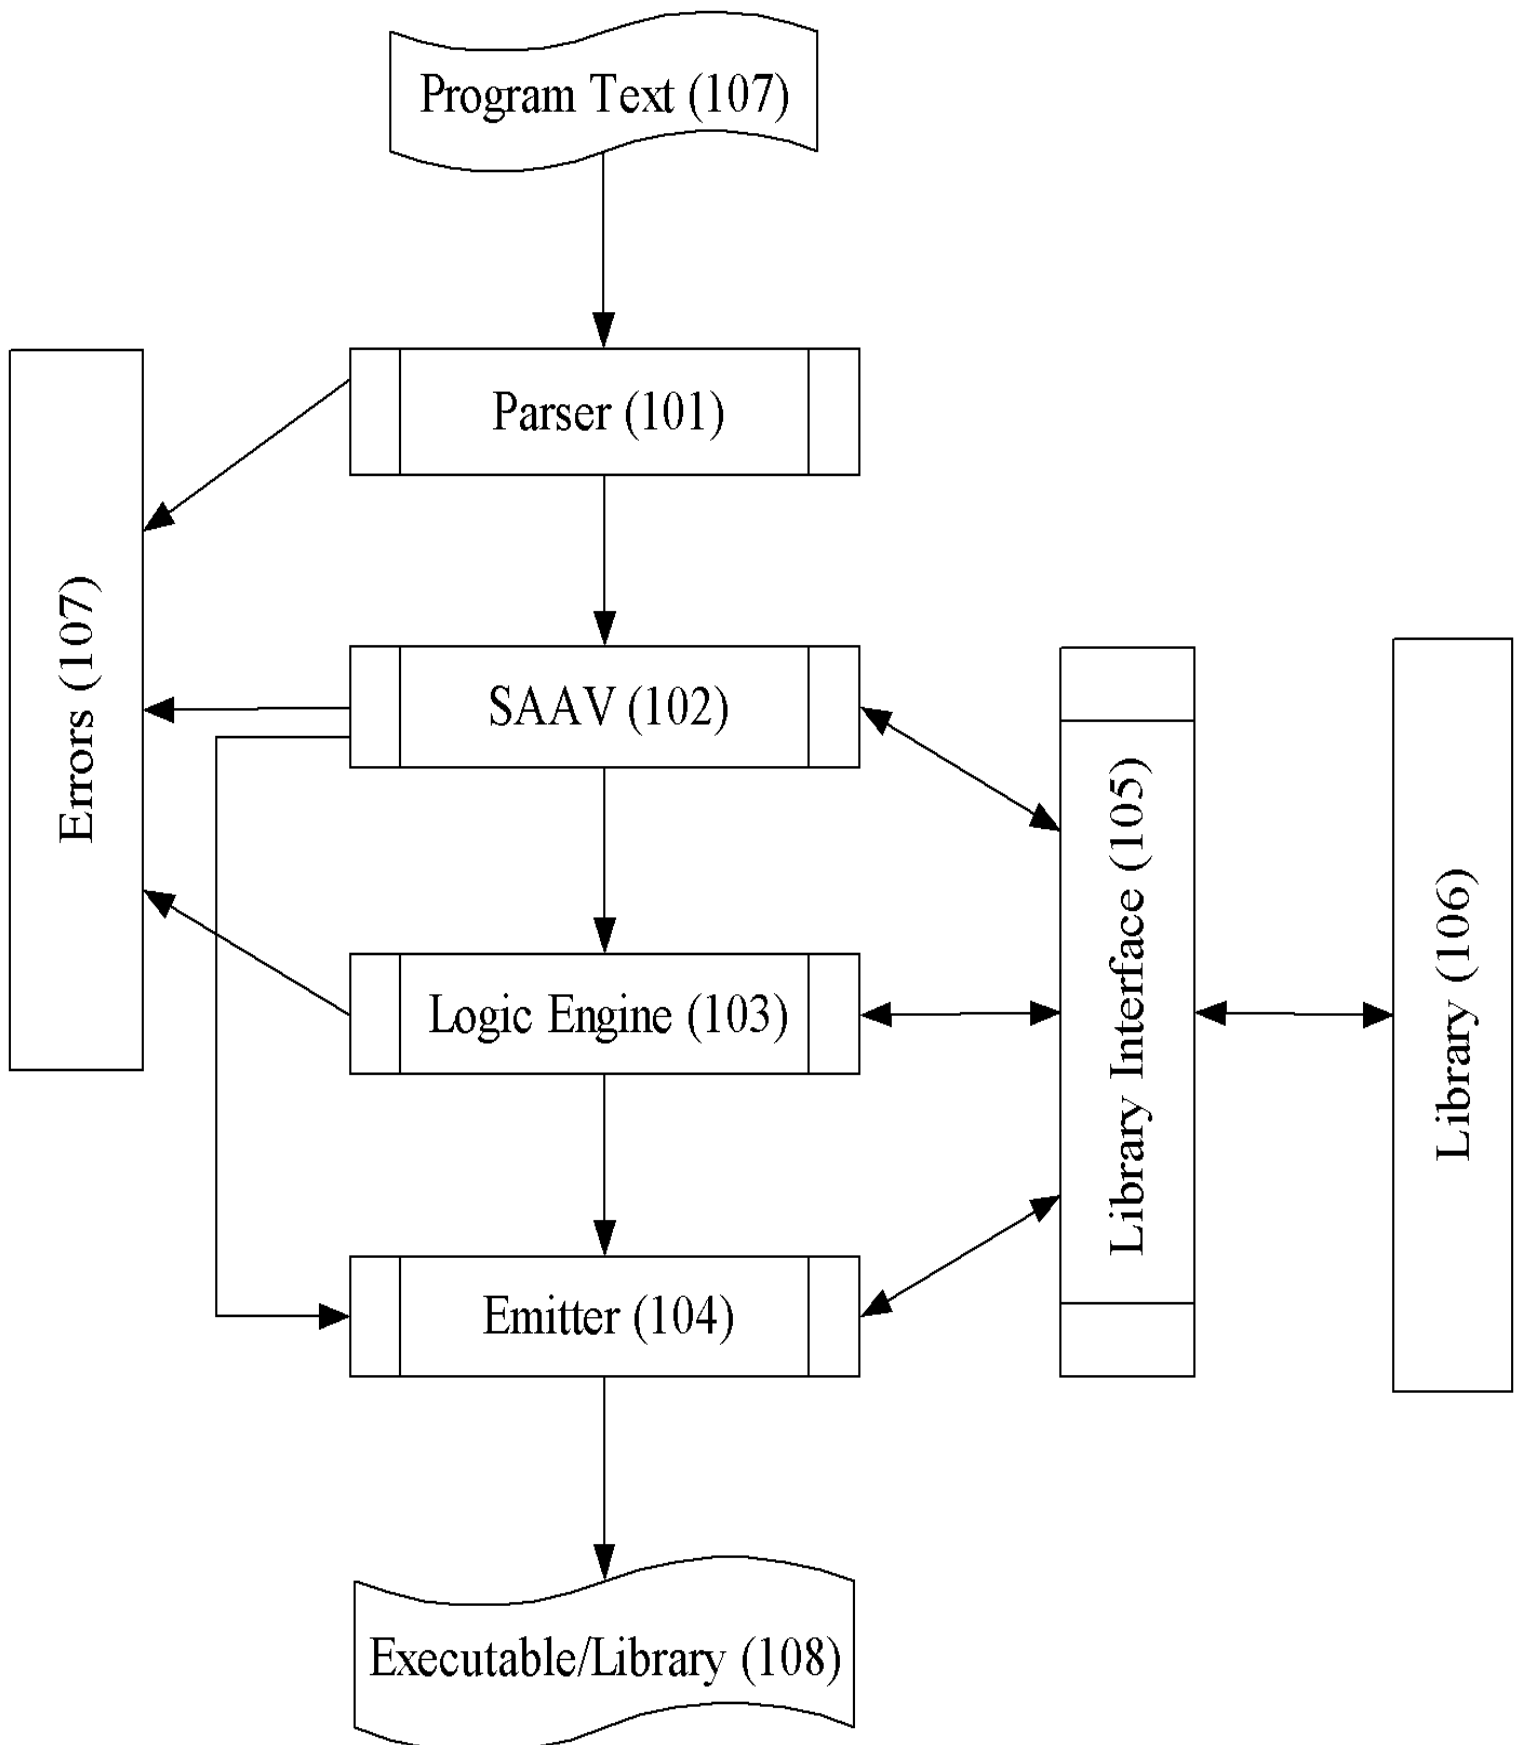 Program Text (107)
Parser (101)
Errors (107)
SAAV (102)
Library Interface (105)
Library (106)
Logic Engine (103)
Emitter (104)
Executable/Library (108)